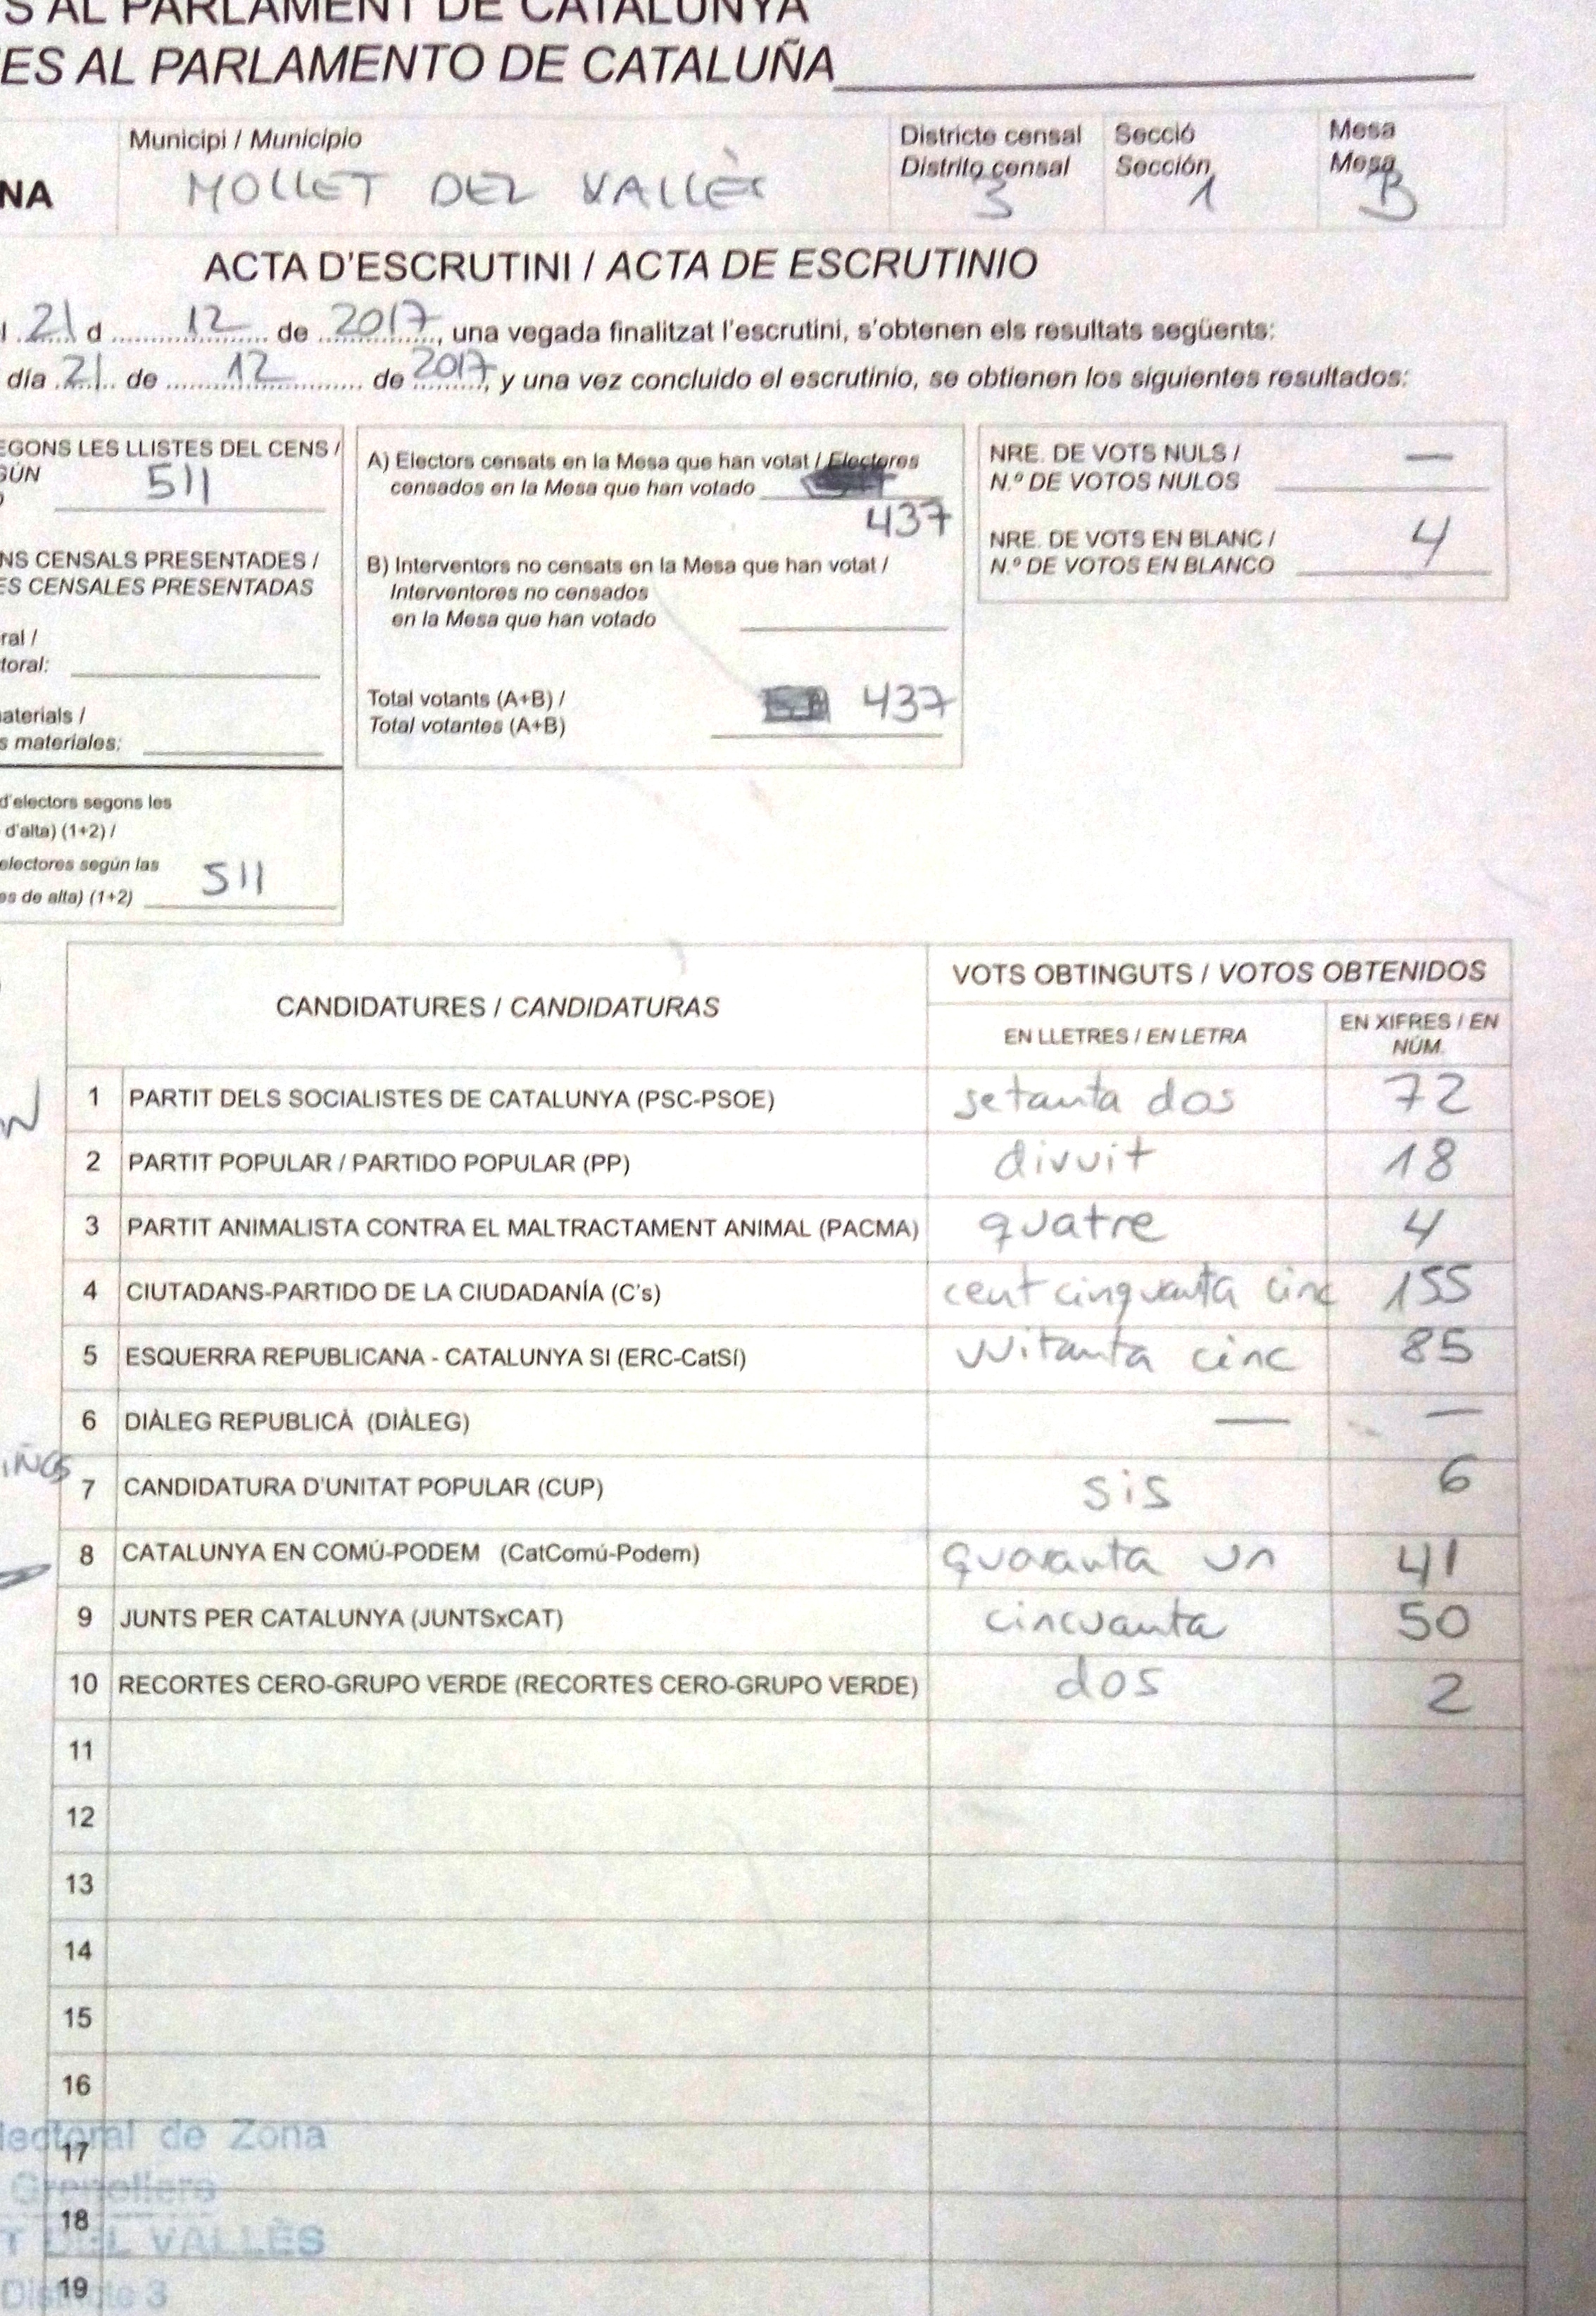 S AL PARLAMENT DE CATALUNYA
ES AL PARLAMENTO DE CATALUÑA
Municipi / Municipio
Districte censal
Distrito censal
Secció
Sección
Mesa
Mesa
NA
MOLLET DEL VALLÈS
3
1
B
ACTA D'ESCRUTINI / ACTA DE ESCRUTINIO
l 21 d 12 de 2017, una vegada finalitzat l'escrutini, s'obtenen els resultats següents:
día 21 de 12 de 2017, y una vez concluido el escrutinio, se obtienen los siguientes resultados:
EGONS LES LLISTES DEL CENS /
GÚN
O
511
NS CENSALS PRESENTADES /
ES CENSALES PRESENTADAS
ral /
toral:
aterials /
s materiales:
d'electors segons les
d'alta) (1+2) /
electores según las
es de alta) (1+2) 511
A) Electors censats en la Mesa que han votat / Electores
censados en la Mesa que han votado
437
B) Interventors no censats en la Mesa que han votat /
Interventores no censados
en la Mesa que han votado
Total votants (A+B) /
Total votantes (A+B)
437
NRE. DE VOTS NULS /
N.º DE VOTOS NULOS —
NRE. DE VOTS EN BLANC /
N.º DE VOTOS EN BLANCO 4
CANDIDATURES / CANDIDATURAS
VOTS OBTINGUTS / VOTOS OBTENIDOS
EN LLETRES / EN LETRA
EN XIFRES / EN
NÚM.
1 PARTIT DELS SOCIALISTES DE CATALUNYA (PSC-PSOE) setanta dos 72
2 PARTIT POPULAR / PARTIDO POPULAR (PP) divuit 18
3 PARTIT ANIMALISTA CONTRA EL MALTRACTAMENT ANIMAL (PACMA) quatre 4
4 CIUTADANS-PARTIDO DE LA CIUDADANÍA (C's) cent cinquanta cinc 155
5 ESQUERRA REPUBLICANA - CATALUNYA SI (ERC-CatSí) vuitanta cinc 85
6 DIÀLEG REPUBLICÀ (DIÀLEG) — —
7 CANDIDATURA D'UNITAT POPULAR (CUP) sis 6
8 CATALUNYA EN COMÚ-PODEM (CatComú-Podem) quaranta un 41
9 JUNTS PER CATALUNYA (JUNTSxCAT) cincuanta 50
10 RECORTES CERO-GRUPO VERDE (RECORTES CERO-GRUPO VERDE) dos 2
11
12
13
14
15
16
17
18
19
lectoral de Zona
Granollers
T DEL VALLÈS
Districte 3